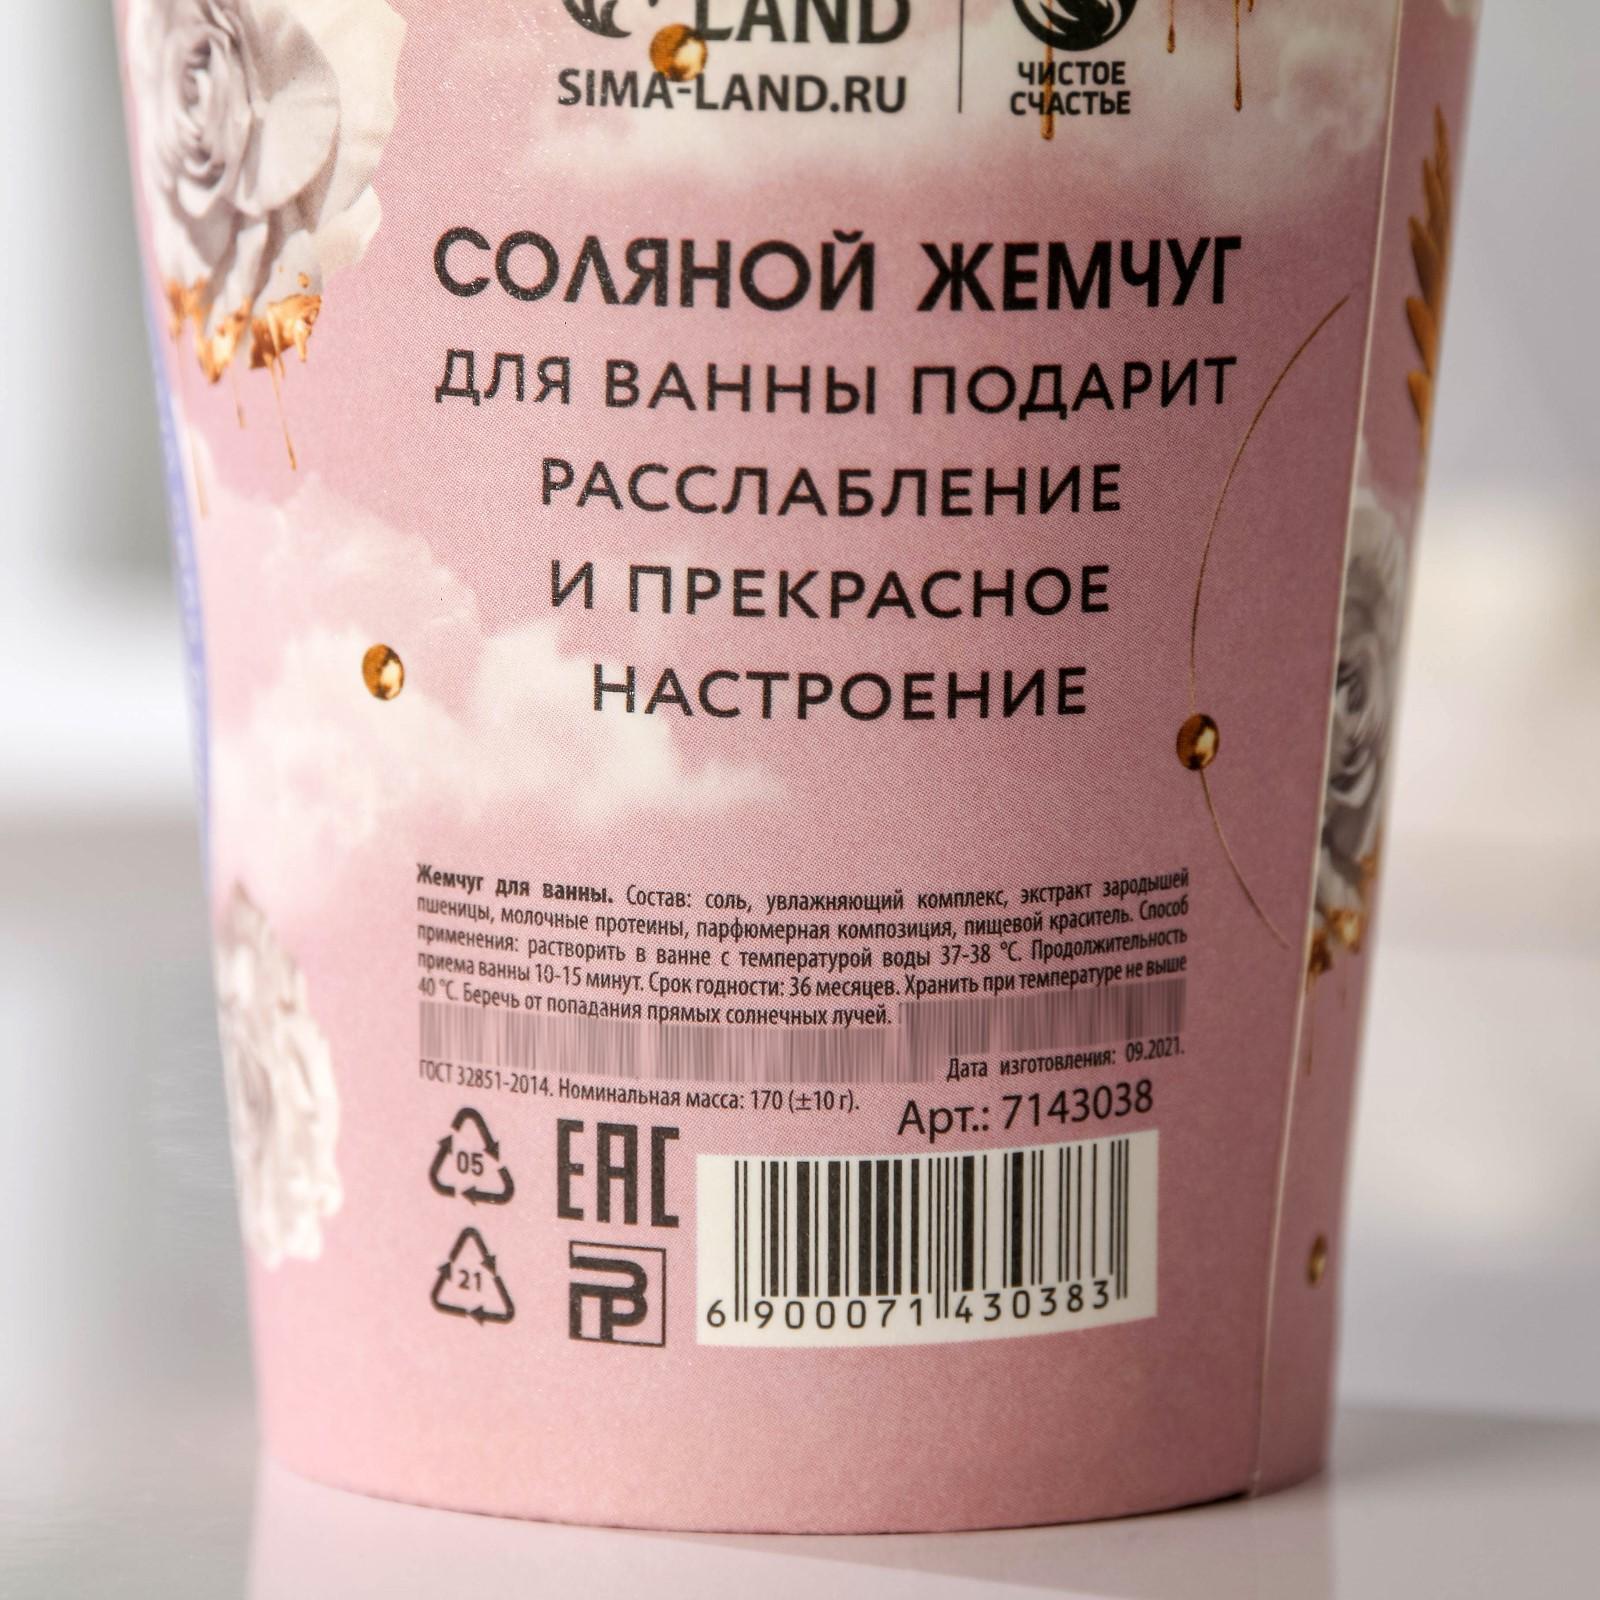 LAND
SIMA-LAND.RU
ЧИСТОЕ
СЧАСТЬЕ
СОЛЯНОЙ ЖЕМЧУГ
ДЛЯ ВАННЫ ПОДАРИТ
РАССЛАБЛЕНИЕ
И ПРЕКРАСНОЕ
НАСТРОЕНИЕ
Жемчуг для ванны. Состав: соль, увлажняющий комплекс, экстракт зародышей
пшеницы, молочные протеины, парфюмерная композиция, пищевой краситель. Способ
применения: растворить в ванне с температурой воды 37-38 °С. Продолжительность
приема ванны 10-15 минут. Срок годности: 36 месяцев. Хранить при температуре не выше
40 °С. Беречь от попадания прямых солнечных лучей.
Дата изготовления: 09.2021.
ГОСТ 32851-2014. Номинальная масса: 170 (±10 г).
Арт.: 7143038
05
EAC
21
6 900071 430383